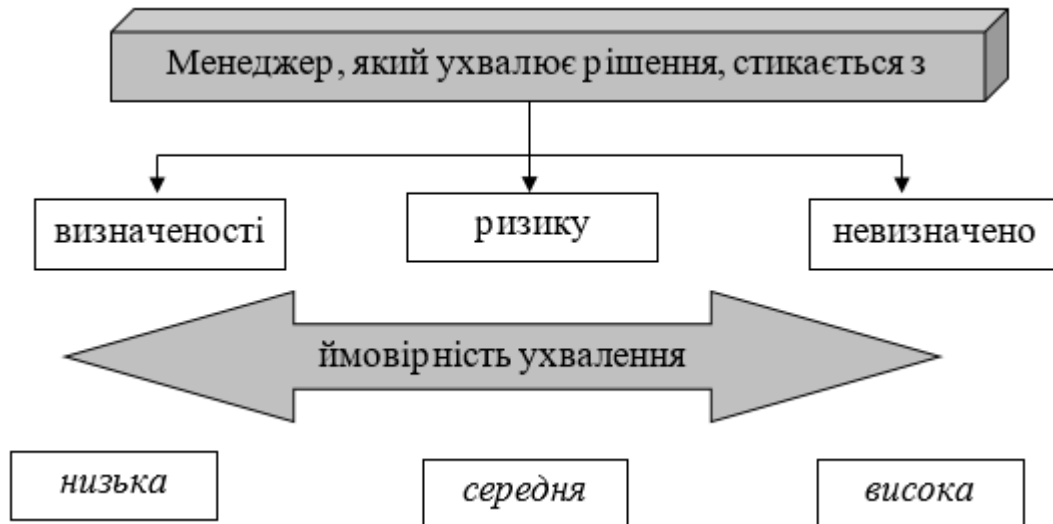 Менеджер, який ухвалює рішення, стикається з
визначеності
ризику
невизначено
ймовірність ухвалення
низька
середня
висока